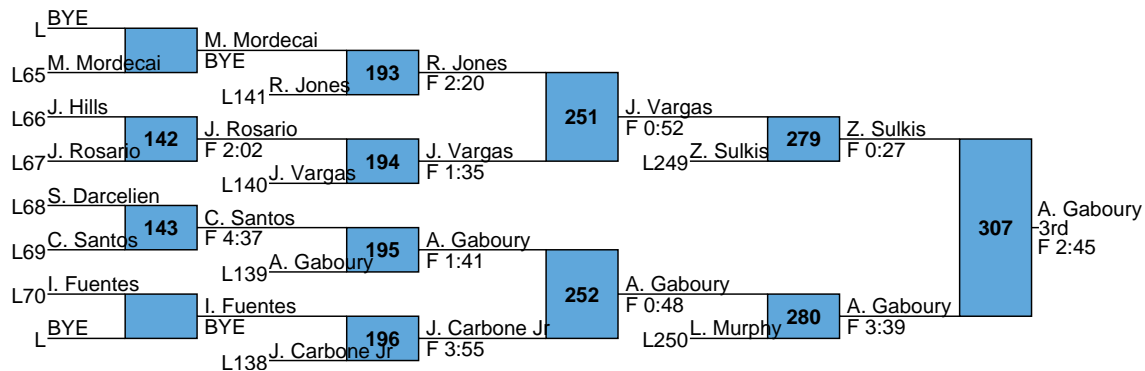 L BYE
L65 M. Mordecai
M. Mordecai
BYE
L141 R. Jones
193
R. Jones
F 2:20
L66 J. Hills
L67 J. Rosario
142
J. Rosario
F 2:02
L140 J. Vargas
194
J. Vargas
F 1:35
251
J. Vargas
F 0:52
L249 Z. Sulkis
279
Z. Sulkis
F 0:27
L68 S. Darcelien
L69 C. Santos
143
C. Santos
F 4:37
L139 A. Gaboury
195
A. Gaboury
F 1:41
L70 I. Fuentes
L BYE
I. Fuentes
BYE
L138 J. Carbone Jr
196
J. Carbone Jr
F 3:55
252
A. Gaboury
F 0:48
L250 L. Murphy
280
A. Gaboury
F 3:39
307
A. Gaboury
3rd
F 2:45